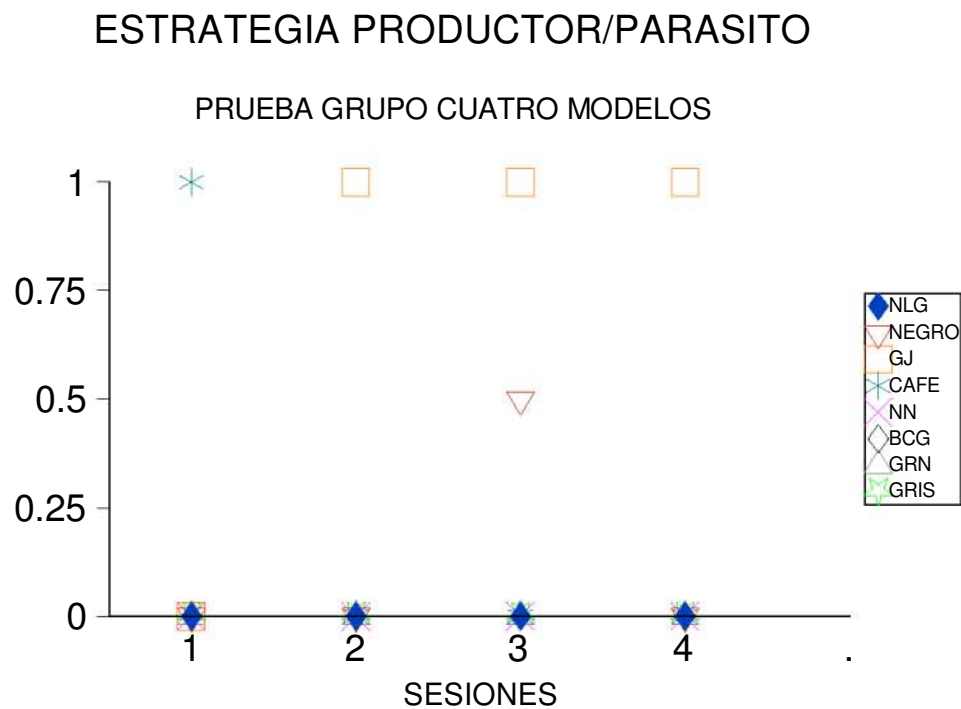 ESTRATEGIA PRODUCTOR/PARASITO
PRUEBA GRUPO CUATRO MODELOS
1
0.75
0.5
0.25
0
1 2 3 4 .
SESIONES
NLG
NEGRO
GJ
CAFE
NN
BCG
GRN
GRIS